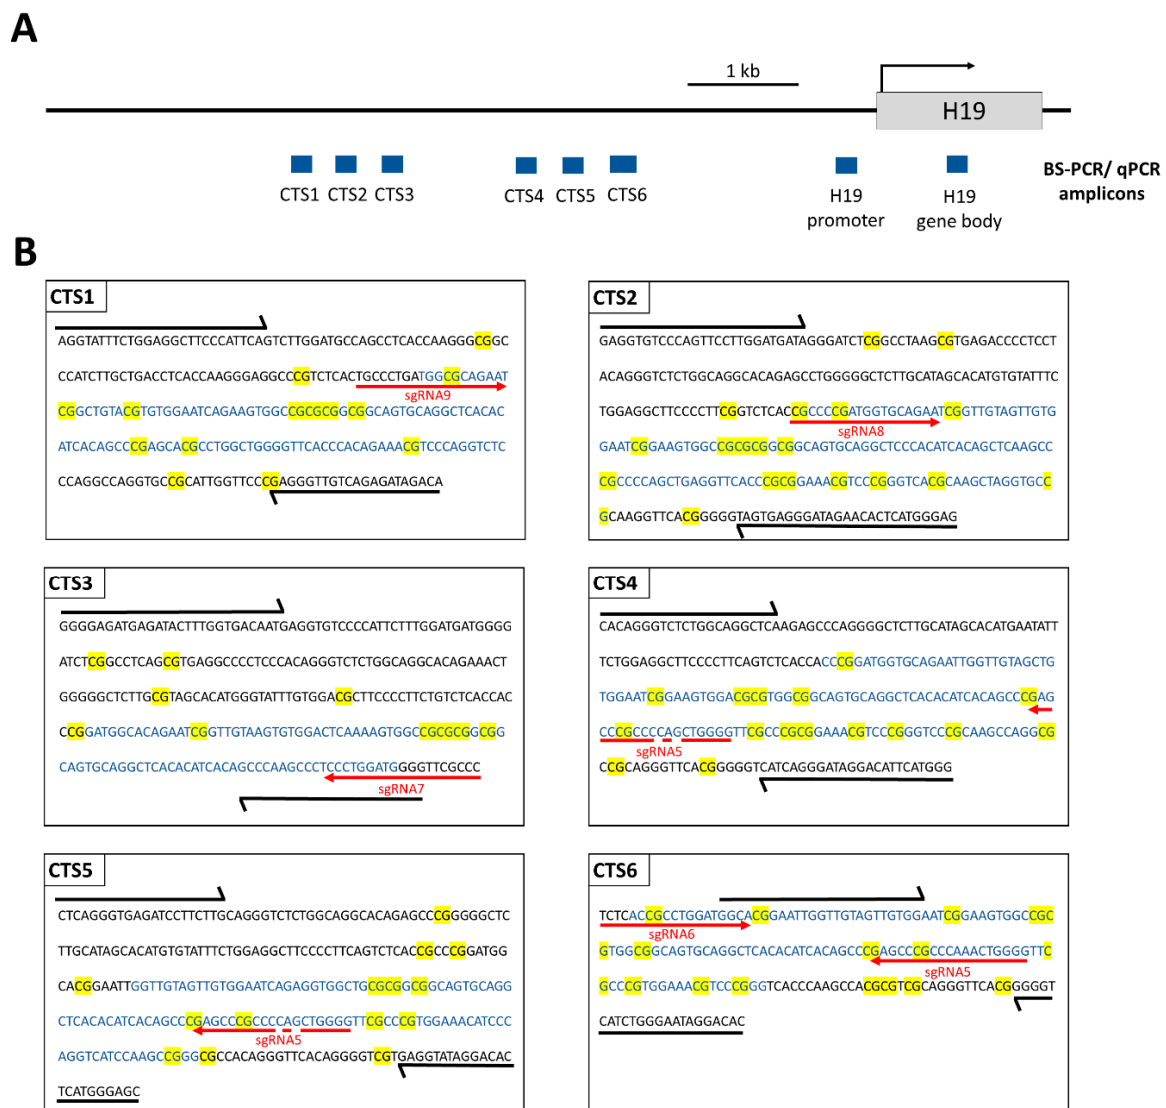 A
1 kb
H19
CTS1 CTS2 CTS3 CTS4 CTS5 CTS6 H19 promoter H19 gene body
BS-PCR/ qPCR
amplicons
B
CTS1
AGGTATTTCTGGAGGCTTCCCATTCAGTCTTGGATGCCAGCCTCACCAAGGGCGGC
CCATCTTGCTGACCTCACCAAGGGAGGCCCGTCTCACTGCCCTGATGGCGCAGAAT
sgRNA9
CGGCTGTACGTGTGGAATCAGAAGTGGCCGCGCGGCGGCAGTGCAGGCTCACAC
ATCACAGCCCGAGCACGCCTGGCTGGGGTTCACCCACAGAAACGTCCCAGGTCTC
CCAGGCCAGGTGCCGCATTGGTTCCCGAGGGTTGTCAGAGATAGACA
CTS2
GAGGTGTCCCAGTTCCTTGGATGATAGGGATCTCGGCCTAAGCGTGAGACCCCTCCT
ACAGGGTCTCTGGCAGGCACAGAGCCTGGGGGCTCTTGCATAGCACATGTGTATTTC
TGGAGGCTTCCCCTTCGGTCTCACCGCCCCGATGGTGCAGAATCGGTTGTAGTTGTG
sgRNA8
GAATCGGAAGTGGCCGCGCGGCGGCAGTGCAGGCTCCCACATCACAGCTCAAGCC
CGCCCCAGCTGAGGTTCACCCGCGGAAACGTCCCGGGTCACGCAAGCTAGGTGCC
GCAAGGTTCACGGGGGTAGTGAGGGATAGAACACTCATGGGAG
CTS3
GGGGAGATGAGATACTTTGGTGACAATGAGGTGTCCCCATTCTTTGGATGATGGGG
ATCTCGGCCTCAGCGTGAGGCCCCTCCCACAGGGTCTCTGGCAGGCACAGAAACT
GGGGGCTCTTGCGTAGCACATGGGTATTTGTGGACGCTTCCCCTTCTGTCTCACCAC
CCGGATGGCACAGAATCGGTTGTAAGTGTGGACTCAAAAGTGGCCGCGCGGCGG
CAGTGCAGGCTCACACATCACAGCCCAAGCCCTCCCTGGATGGGGTTCGCCC
sgRNA7
CTS4
CACAGGGTCTCTGGCAGGCTCAAGAGCCCAGGGGCTCTTGCATAGCACATGAATATT
TCTGGAGGCTTCCCCTTCAGTCTCACCACCCGGATGGTGCAGAATTGGTTGTAGCTG
TGGAATCGGAAGTGGACGCGTGGCGGCAGTGCAGGCTCACACATCACAGCCCGAG
CCCGCCCCAGCTGGGGTTCGCCCGCGGAAACGTCCCGGGTCCCGCAAGCCAGGCG
sgRNA5
CCGCAGGGTTCACGGGGGTCATCAGGGATAGGACATTCATGGG
CTS5
CTCAGGGTGAGATCCTTCTTGCAGGGTCTCTGGCAGGCACAGAGCCCGGGGGCTC
TTGCATAGCACATGTGTATTTCTGGAGGCTTCCCCTTCAGTCTCACCGCCCGGATGG
CACGGAATTGGTTGTAGTTGTGGAATCAGAGGTGGCTGCGCGGCGGCAGTGCAGG
CTCACACATCACAGCCCGAGCCCGCCCCAGCTGGGGTTCGCCCGTGGAAACATCCC
sgRNA5
AGGTCATCCAAGCCGGGCGCCACAGGGTTCACAGGGGTCGTGAGGTATAGGACAC
TCATGGGAGC
CTS6
TCTCACCGCCTGGATGGCACGGAATTGGTTGTAGTTGTGGAATCGGAAGTGGCCGC
sgRNA6
GTGGCGGCAGTGCAGGCTCACACATCACAGCCCGAGCCCGCCCAAACTGGGGTTC
sgRNA5
GCCCGTGGAAACGTCCCGGGTCACCCAAGCCACGCGTCGCAGGGTTCACGGGGGT
CATCTGGGAATAGGACAC